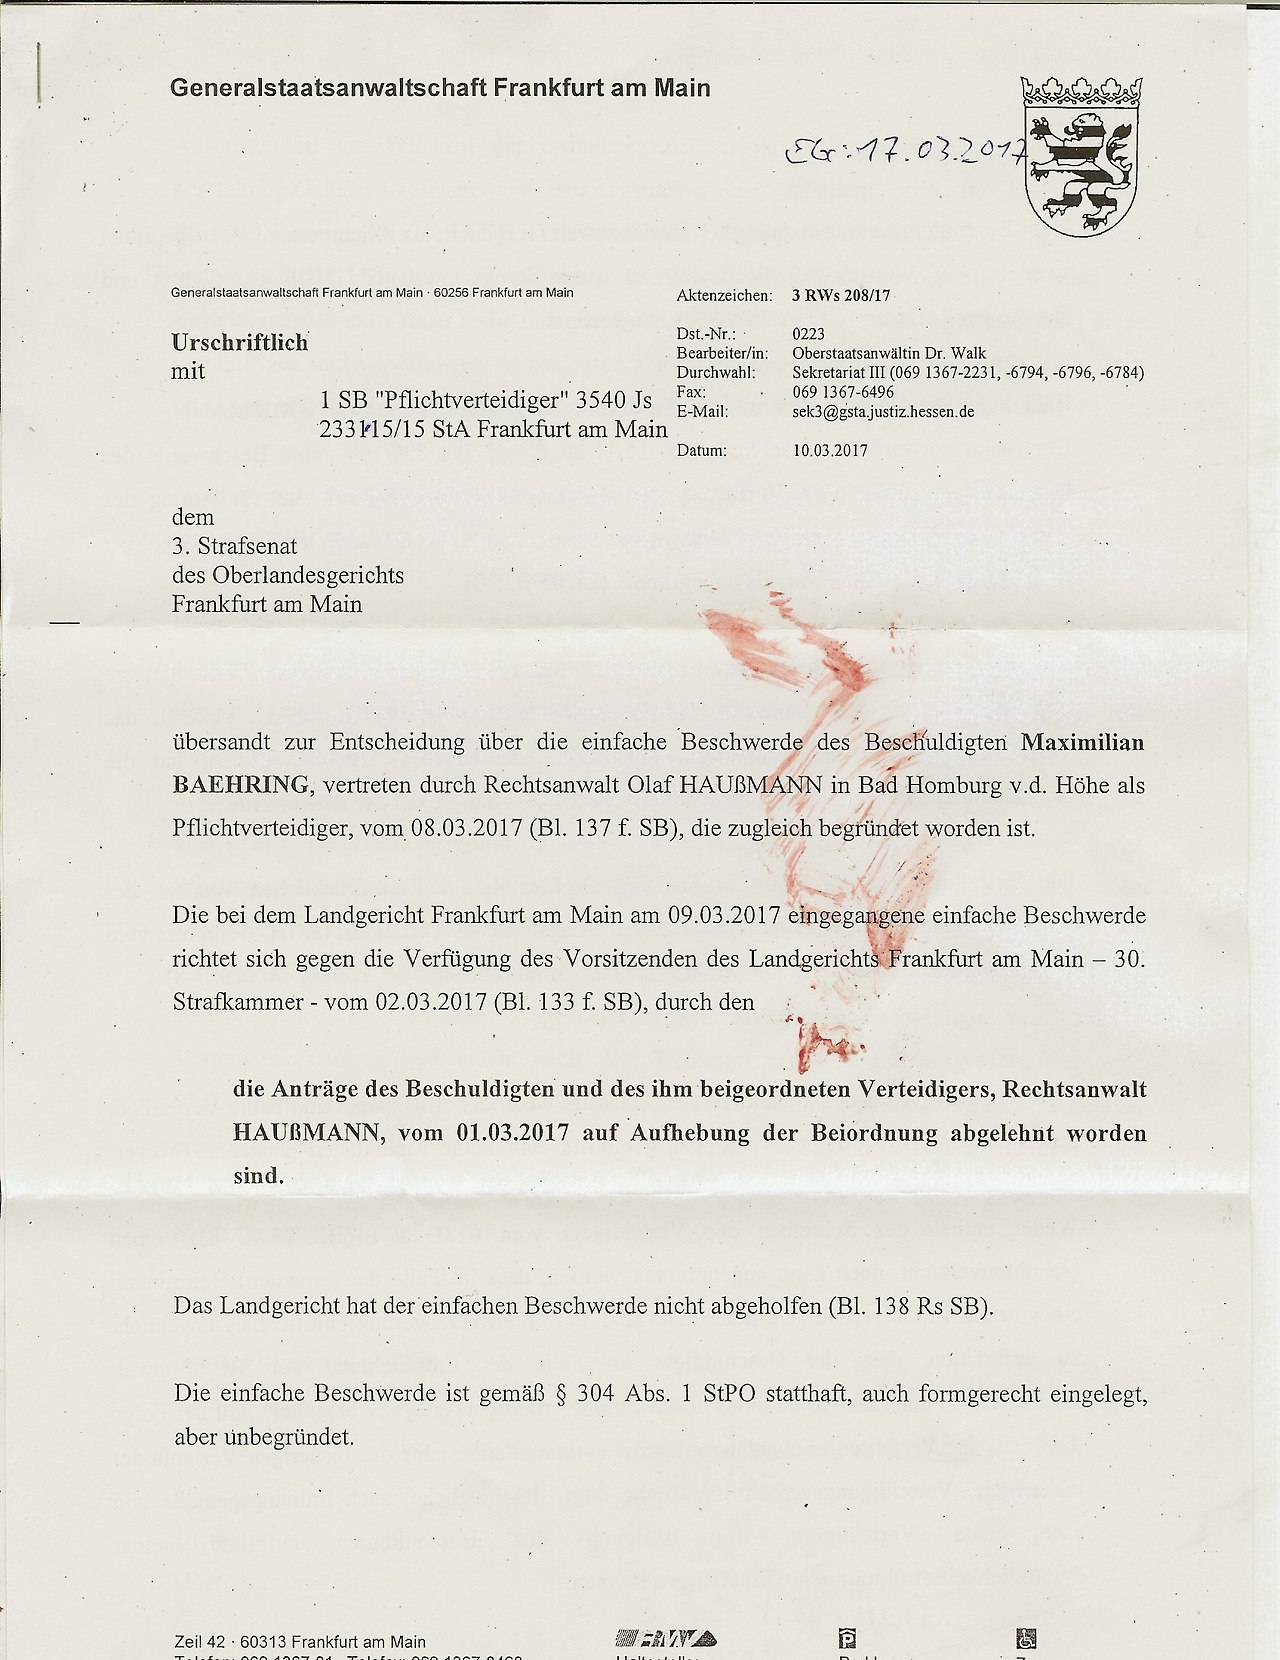 Generalstaatsanwaltschaft Frankfurt am Main
EG: 17.03.2017
Generalstaatsanwaltschaft Frankfurt am Main · 60256 Frankfurt am Main
Urschriftlich
mit
1 SB "Pflichtverteidiger" 3540 Js
233115/15 StA Frankfurt am Main
Aktenzeichen: 3 RWs 208/17
Dst.-Nr.: 0223
Bearbeiter/in: Oberstaatsanwältin Dr. Walk
Durchwahl: Sekretariat III (069 1367-2231, -6794, -6796, -6784)
Fax: 069 1367-6496
E-Mail: sek3@gsta.justiz.hessen.de
Datum: 10.03.2017
dem
3. Strafsenat
des Oberlandesgerichts
Frankfurt am Main
übersandt zur Entscheidung über die einfache Beschwerde des Beschuldigten Maximilian
BAEHRING, vertreten durch Rechtsanwalt Olaf HAUßMANN in Bad Homburg v.d. Höhe als
Pflichtverteidiger, vom 08.03.2017 (Bl. 137 f. SB), die zugleich begründet worden ist.
Die bei dem Landgericht Frankfurt am Main am 09.03.2017 eingegangene einfache Beschwerde
richtet sich gegen die Verfügung des Vorsitzenden des Landgerichts Frankfurt am Main – 30.
Strafkammer - vom 02.03.2017 (Bl. 133 f. SB), durch den
die Anträge des Beschuldigten und des ihm beigeordneten Verteidigers, Rechtsanwalt
HAUßMANN, vom 01.03.2017 auf Aufhebung der Beiordnung abgelehnt worden
sind.
Das Landgericht hat der einfachen Beschwerde nicht abgeholfen (Bl. 138 Rs SB).
Die einfache Beschwerde ist gemäß § 304 Abs. 1 StPO statthaft, auch formgerecht eingelegt,
aber unbegründet.
Zeil 42 · 60313 Frankfurt am Main
RMV
P